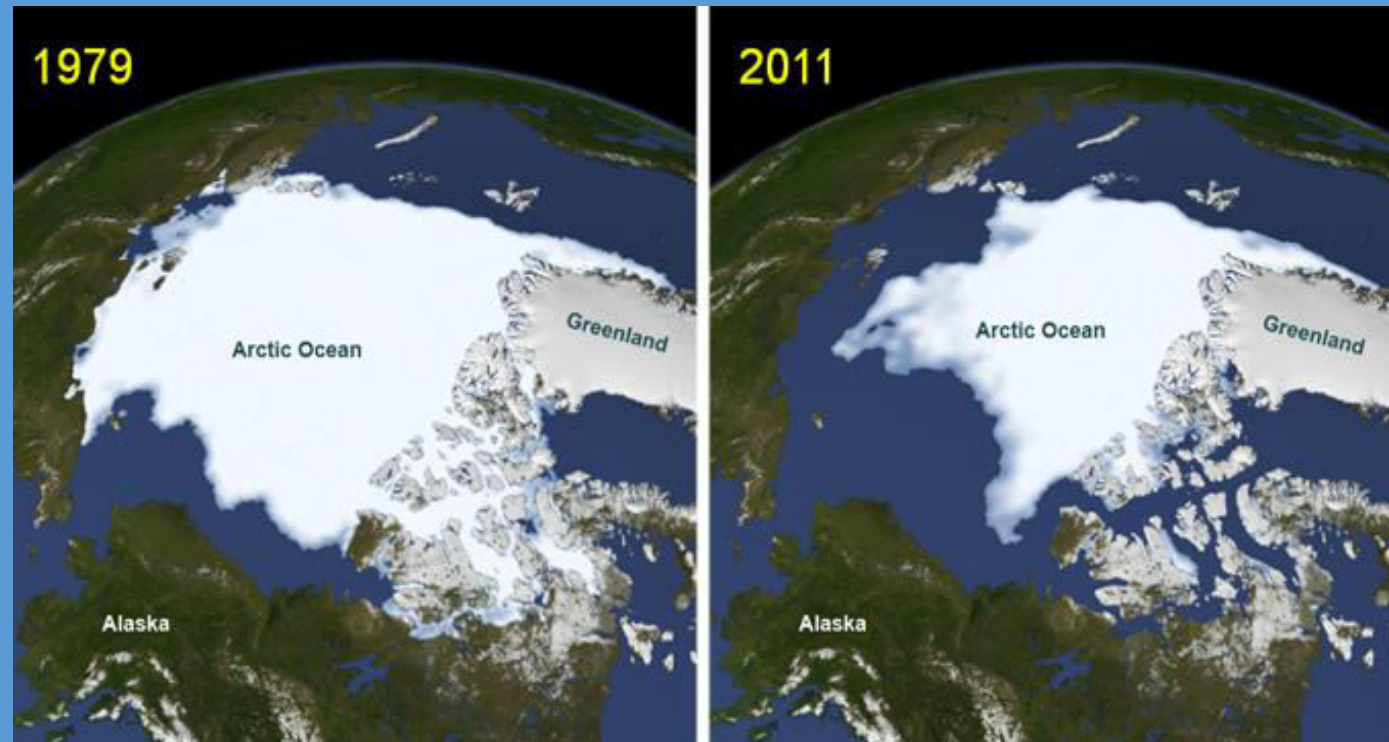 1979
Arctic Ocean
Greenland
Alaska
2011
Arctic Ocean
Greenland
Alaska